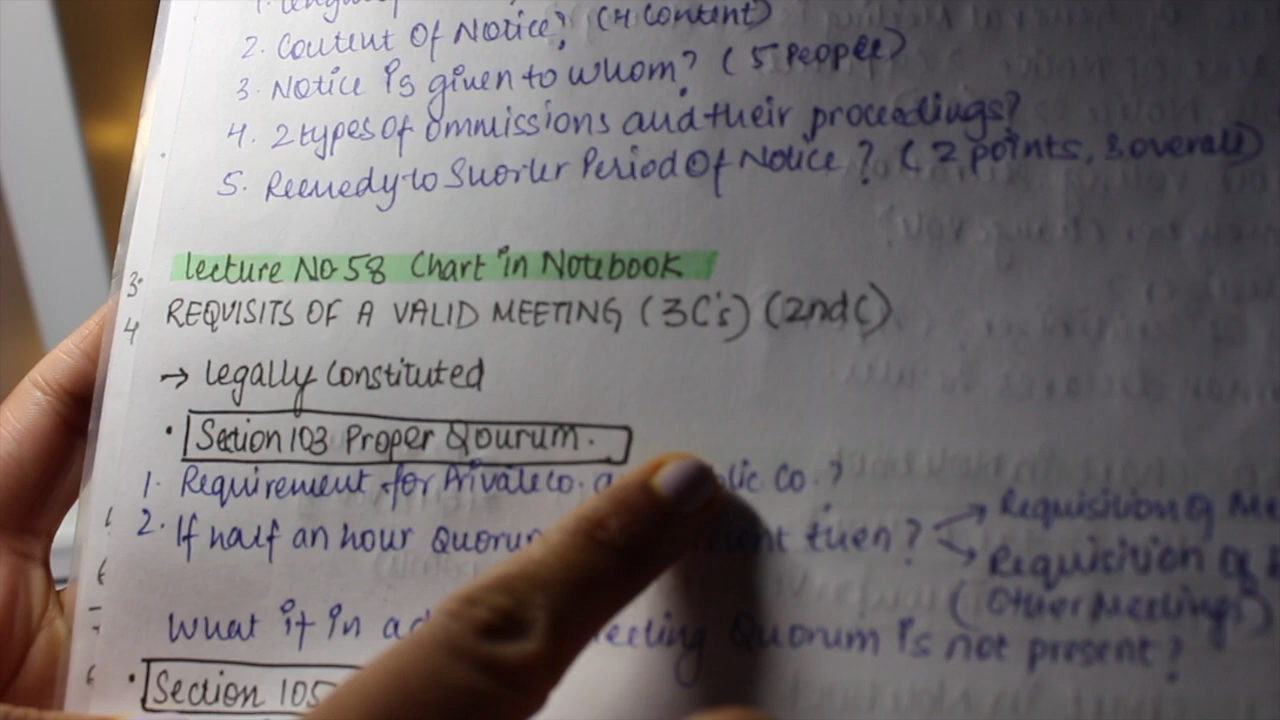 2. Content Of Notice? (4 Content)
3. Notice is given to whom? (5 People)
4. 2 types Of Ommissions and their proceedings?
5. Remedy to Shorter Period Of Notice? (2 points, 3 overall)
3. Lecture No 58 Chart in Notebook
4 REQUISITS OF A VALID MEETING (3C's) (2nd C)
→ Legally Constituted
• Section 103 Proper Qourum.
1. Requirement for Private Co. Co.?
2. If half an hour then?
→ Requisition of
→ Requisition of
(Other Meetings)
What if in Quorum is not present?
• Section 105